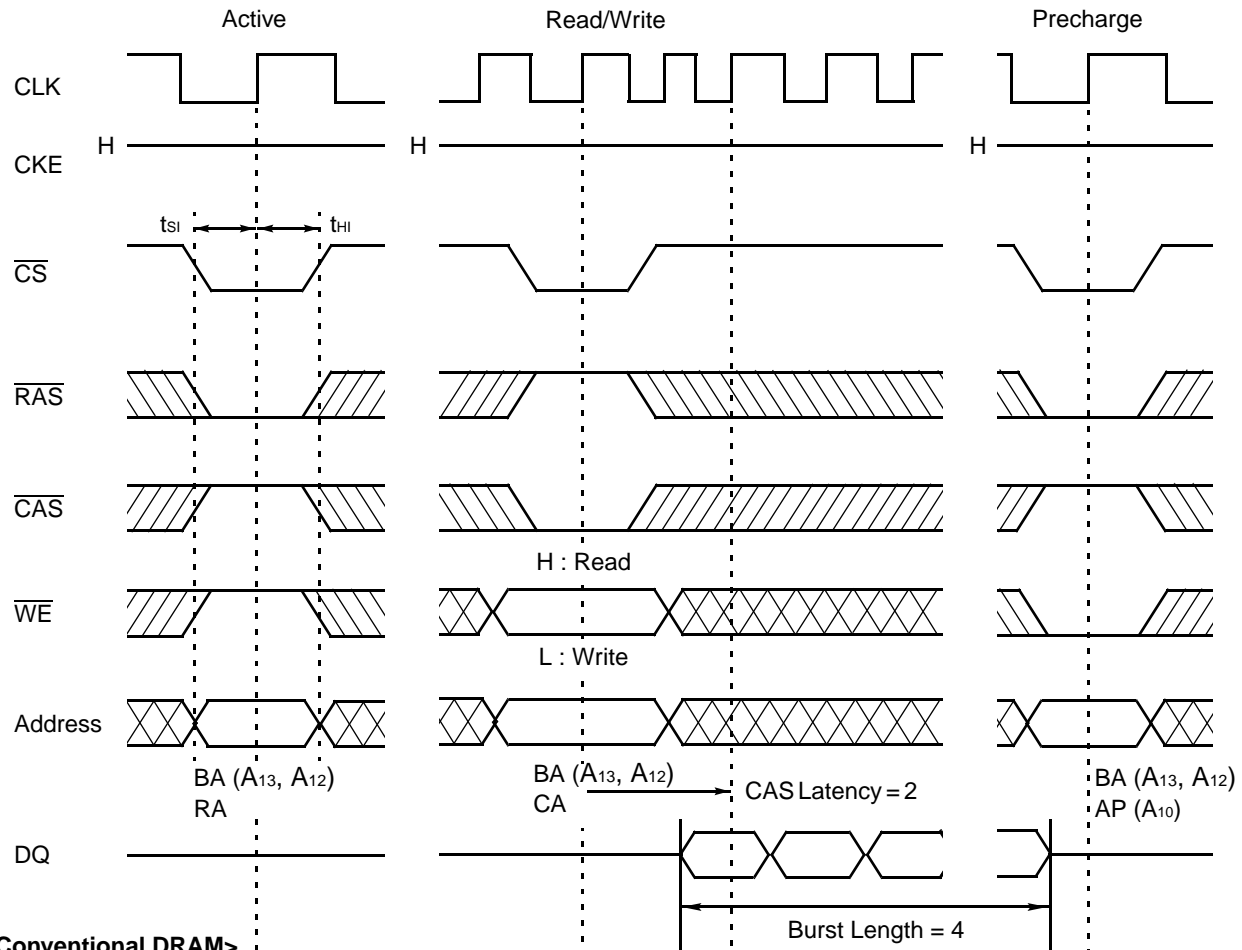 Active Read/Write Precharge
CLK
H H H
CKE
tSI tHI
CS
RAS
CAS
H : Read
WE
L : Write
Address
BA (A13, A12) BA (A13, A12) CAS Latency = 2 BA (A13, A12)
RA CA AP (A10)
DQ
Burst Length = 4
Conventional DRAM>